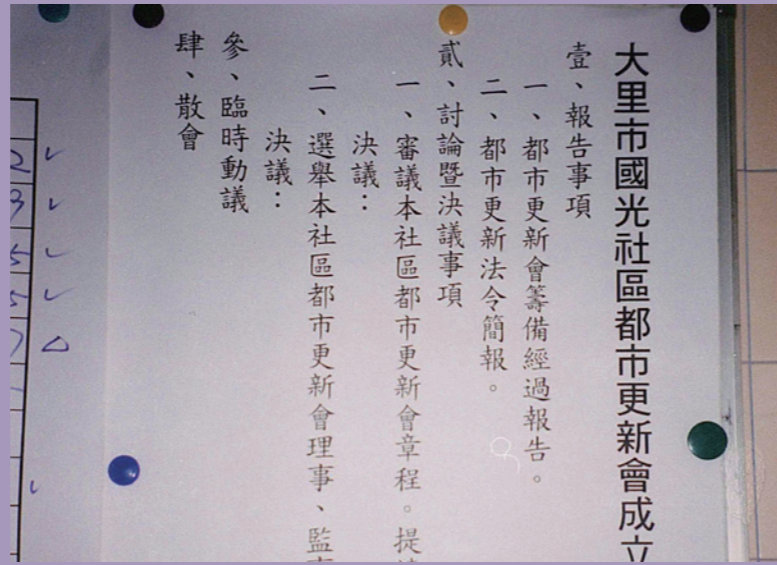 大里市國光社區都市更新會成立
壹、報告事項
一、都市更新會籌備經過報告。
二、都市更新法令簡報。
貳、討論暨決議事項
一、審議本社區都市更新會章程。提
決議：
二、選舉本社區都市更新會理事、監
決議：
參、臨時動議
肆、散會